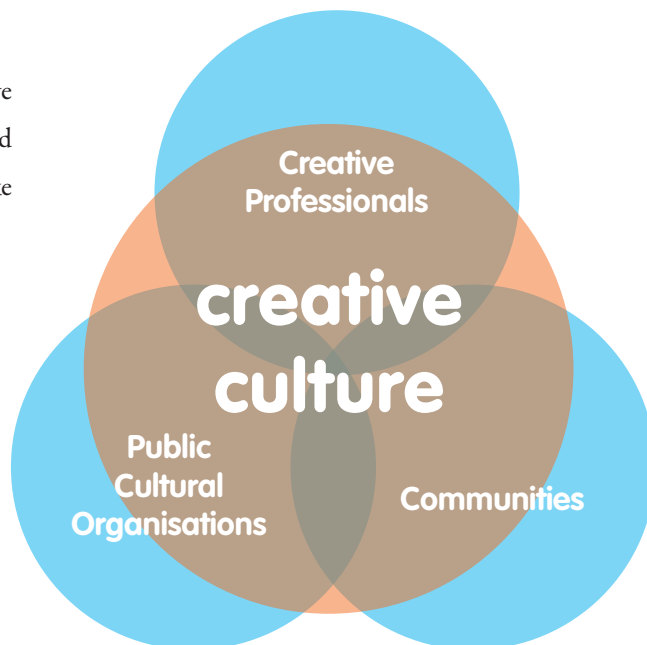 Creative
Professionals
creative
culture
Public
Cultural
Organisations
Communities